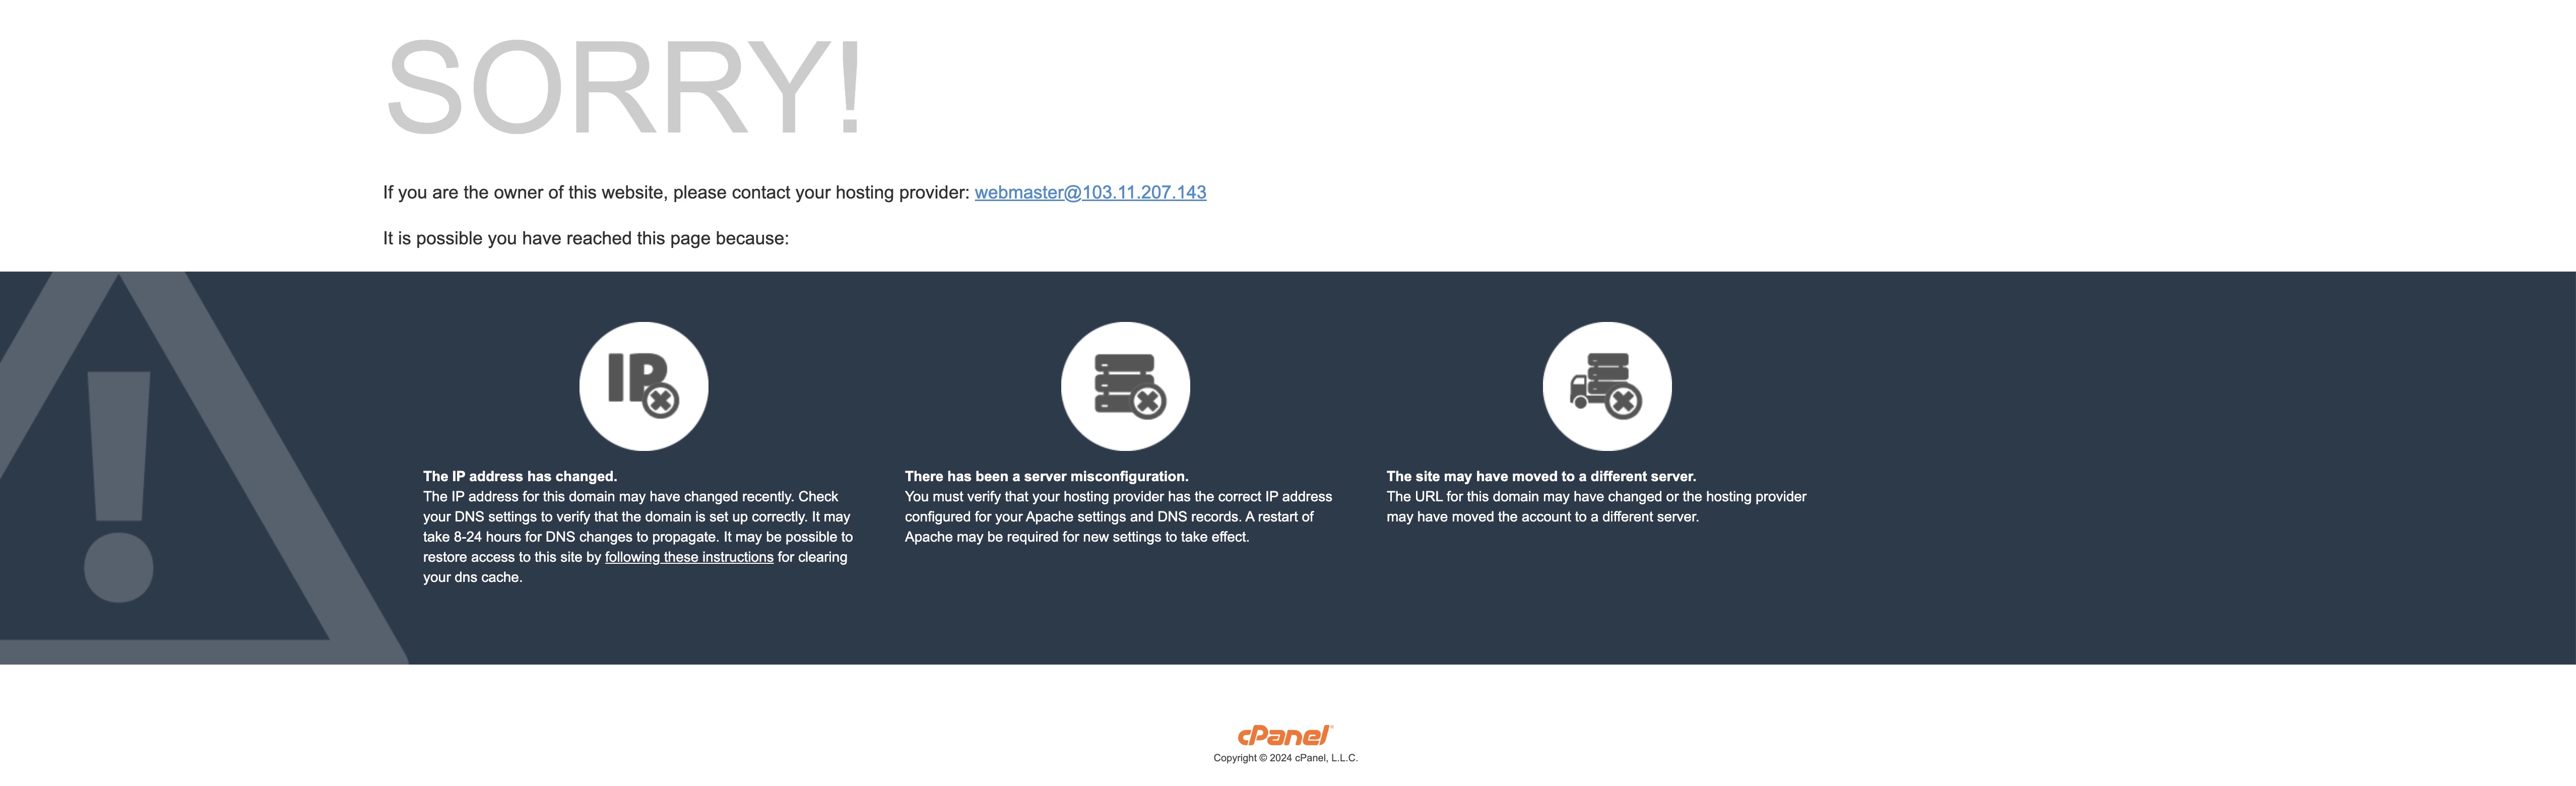 SORRY!
If you are the owner of this website, please contact your hosting provider: webmaster@103.11.207.143
It is possible you have reached this page because:
IP
The IP address has changed.
The IP address for this domain may have changed recently. Check
your DNS settings to verify that the domain is set up correctly. It may
take 8-24 hours for DNS changes to propagate. It may be possible to
restore access to this site by following these instructions for clearing
your dns cache.
There has been a server misconfiguration.
You must verify that your hosting provider has the correct IP address
configured for your Apache settings and DNS records. A restart of
Apache may be required for new settings to take effect.
The site may have moved to a different server.
The URL for this domain may have changed or the hosting provider
may have moved the account to a different server.
cPanel®
Copyright © 2024 cPanel, L.L.C.